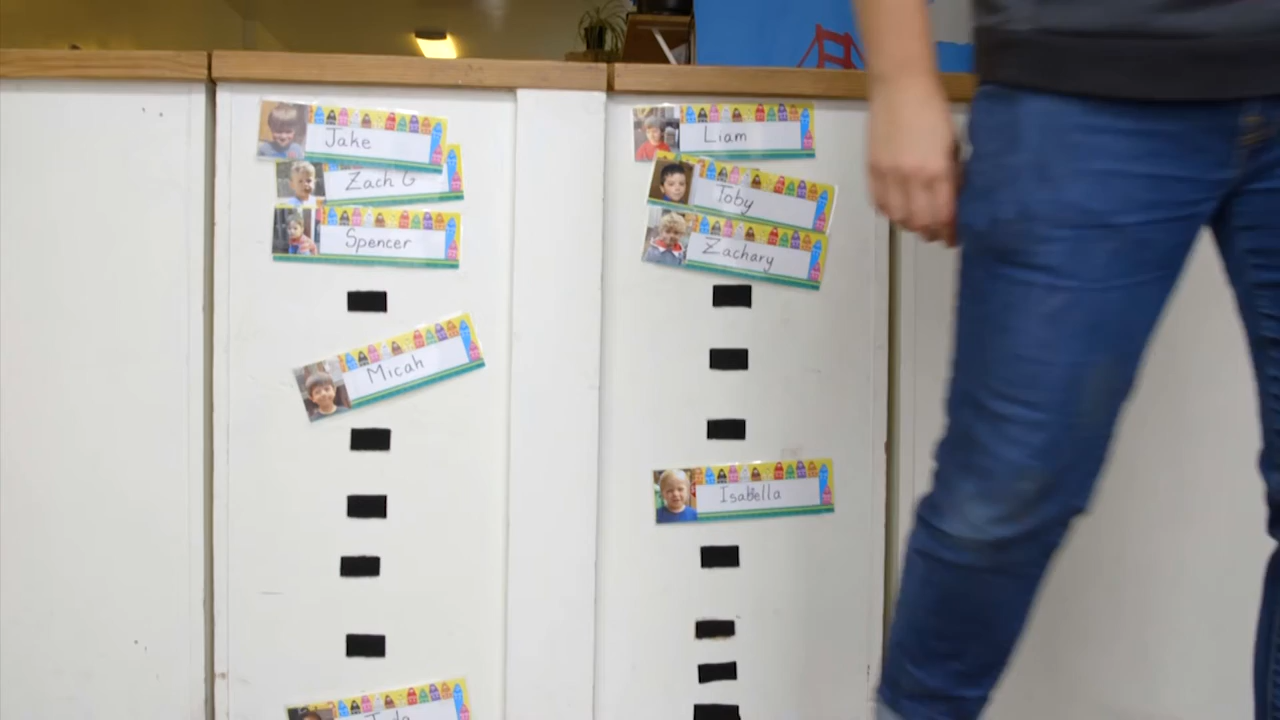 Jake
Zach G
Spencer
Micah
Liam
Toby
Zachary
Isabella